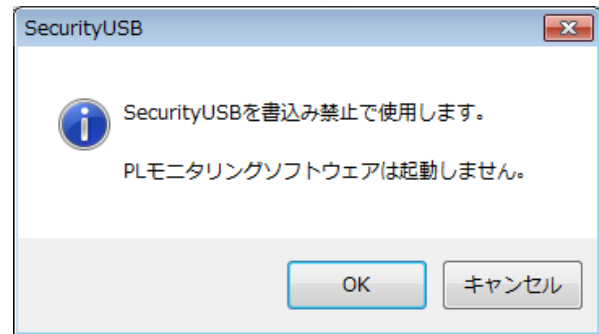 SecurityUSB
SecurityUSBを書込み禁止で使用します。
PLモニタリングソフトウェアは起動しません。
OK
キャンセル